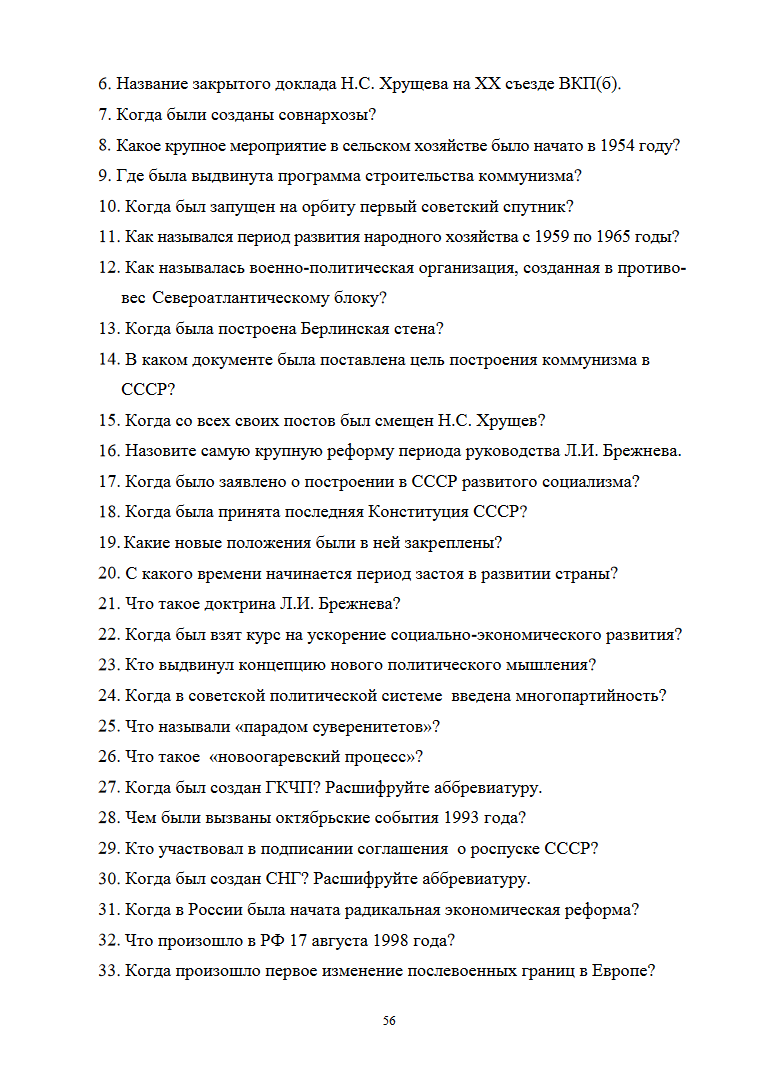 6. Название закрытого доклада Н.С. Хрущева на XX съезде ВКП(б).
7. Когда были созданы совнархозы?
8. Какое крупное мероприятие в сельском хозяйстве было начато в 1954 году?
9. Где была выдвинута программа строительства коммунизма?
10. Когда был запущен на орбиту первый советский спутник?
11. Как назывался период развития народного хозяйства с 1959 по 1965 годы?
12. Как называлась военно-политическая организация, созданная в противо-
вес Североатлантическому блоку?
13. Когда была построена Берлинская стена?
14. В каком документе была поставлена цель построения коммунизма в
СССР?
15. Когда со всех своих постов был смещен Н.С. Хрущев?
16. Назовите самую крупную реформу периода руководства Л.И. Брежнева.
17. Когда было заявлено о построении в СССР развитого социализма?
18. Когда была принята последняя Конституция СССР?
19. Какие новые положения были в ней закреплены?
20. С какого времени начинается период застоя в развитии страны?
21. Что такое доктрина Л.И. Брежнева?
22. Когда был взят курс на ускорение социально-экономического развития?
23. Кто выдвинул концепцию нового политического мышления?
24. Когда в советской политической системе введена многопартийность?
25. Что называли «парадом суверенитетов»?
26. Что такое «новоогаревский процесс»?
27. Когда был создан ГКЧП? Расшифруйте аббревиатуру.
28. Чем были вызваны октябрьские события 1993 года?
29. Кто участвовал в подписании соглашения о роспуске СССР?
30. Когда был создан СНГ? Расшифруйте аббревиатуру.
31. Когда в России была начата радикальная экономическая реформа?
32. Что произошло в РФ 17 августа 1998 года?
33. Когда произошло первое изменение послевоенных границ в Европе?
56